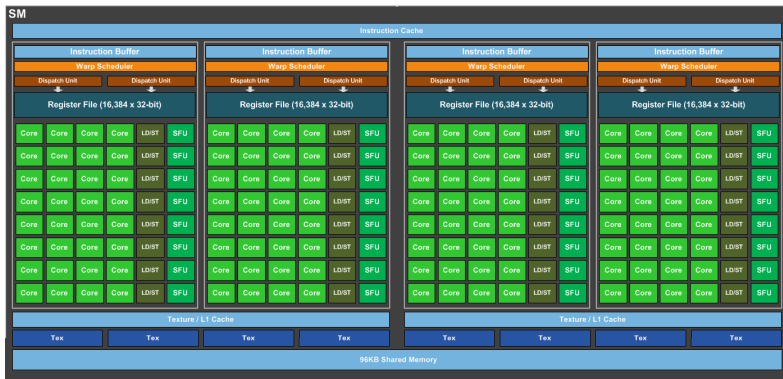 SM
Instruction Cache
Instruction Buffer Instruction Buffer Instruction Buffer Instruction Buffer
Warp Scheduler Warp Scheduler Warp Scheduler Warp Scheduler
Dispatch Unit Dispatch Unit Dispatch Unit Dispatch Unit Dispatch Unit Dispatch Unit Dispatch Unit Dispatch Unit
Register File (16,384 x 32-bit) Register File (16,384 x 32-bit) Register File (16,384 x 32-bit) Register File (16,384 x 32-bit)
Core Core Core Core LD/ST SFU Core Core Core Core LD/ST SFU Core Core Core Core LD/ST SFU Core Core Core Core LD/ST SFU
Core Core Core Core LD/ST SFU Core Core Core Core LD/ST SFU Core Core Core Core LD/ST SFU Core Core Core Core LD/ST SFU
Core Core Core Core LD/ST SFU Core Core Core Core LD/ST SFU Core Core Core Core LD/ST SFU Core Core Core Core LD/ST SFU
Core Core Core Core LD/ST SFU Core Core Core Core LD/ST SFU Core Core Core Core LD/ST SFU Core Core Core Core LD/ST SFU
Core Core Core Core LD/ST SFU Core Core Core Core LD/ST SFU Core Core Core Core LD/ST SFU Core Core Core Core LD/ST SFU
Core Core Core Core LD/ST SFU Core Core Core Core LD/ST SFU Core Core Core Core LD/ST SFU Core Core Core Core LD/ST SFU
Core Core Core Core LD/ST SFU Core Core Core Core LD/ST SFU Core Core Core Core LD/ST SFU Core Core Core Core LD/ST SFU
Core Core Core Core LD/ST SFU Core Core Core Core LD/ST SFU Core Core Core Core LD/ST SFU Core Core Core Core LD/ST SFU
Texture / L1 Cache Texture / L1 Cache
Tex Tex Tex Tex Tex Tex Tex Tex
96KB Shared Memory